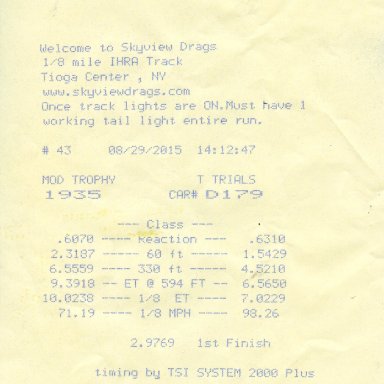 Welcome to Skyview Drags
1/8 mile IHRA Track
Tioga Center , NY
www.skyviewdrags.com
Once track lights are ON.Must have 1
working tail light entire run.
# 43 08/29/2015 14:12:47
MOD TROPHY T TRIALS
1935 CAR# D179
--- Class ---
.6070 ---- Reaction --- .6310
2.3187 ----- 60 ft ---- 1.5429
6.5559 ---- 330 ft ---- 4.5210
9.3918 -- ET @ 594 FT -- 6.5650
10.0238 ---- 1/8 ET ---- 7.0229
71.19 ---- 1/8 MPH ---- 98.26
2.9769 1st Finish
timing by TSI SYSTEM 2000 Plus